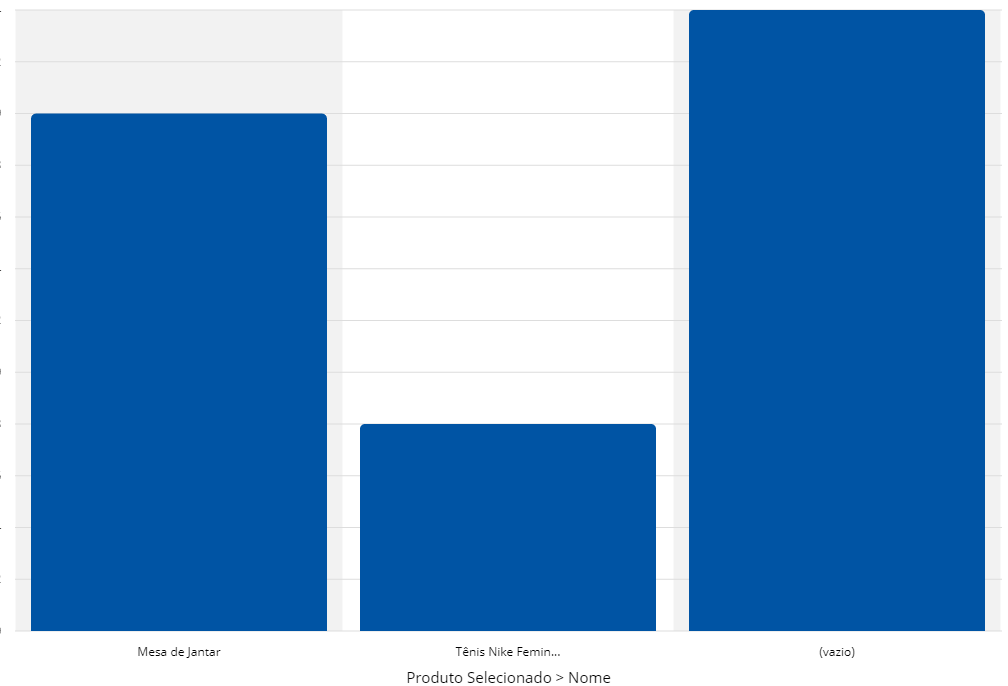 Mesa de Jantar
Tênis Nike Femin...
(vazio)
Produto Selecionado > Nome